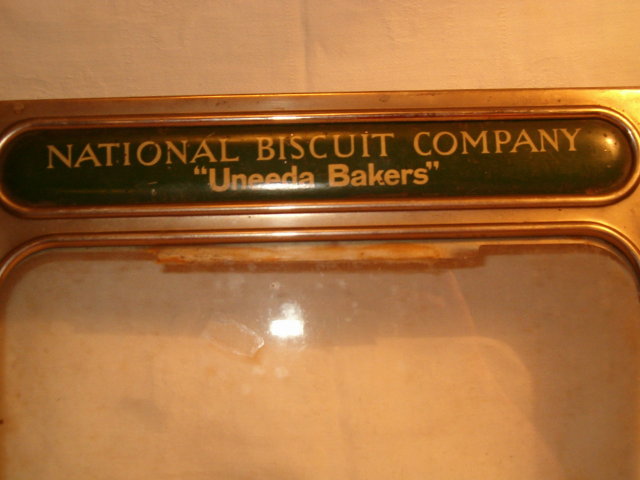 NATIONAL BISCUIT COMPANY
"Uneeda Bakers"